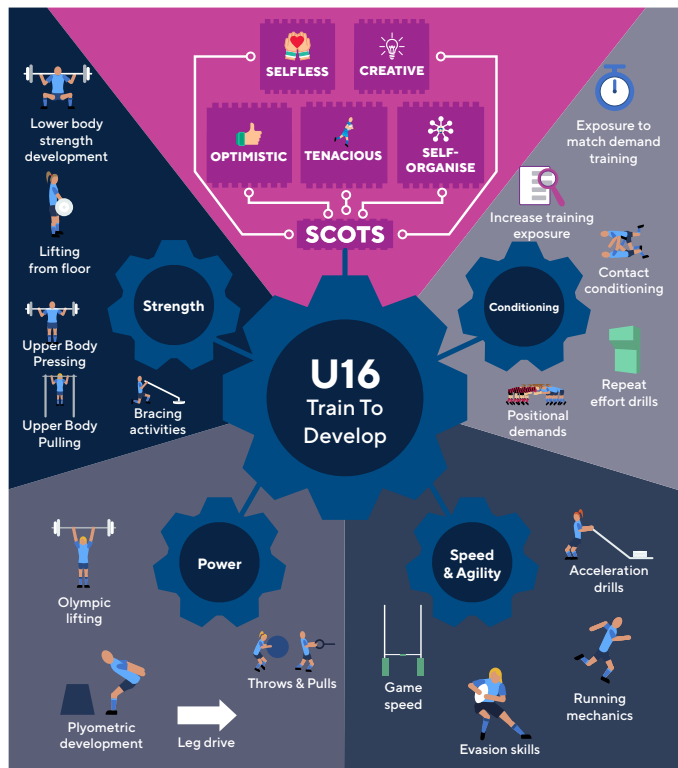 SELFLESS
CREATIVE
OPTIMISTIC
TENACIOUS
SELF-
ORGANISE
SCOTS
Lower body
strength
development
Lifting
from floor
Upper Body
Pressing
Upper Body
Pulling
Bracing
activities
Strength
Exposure to
match demand
training
Increase training
exposure
Contact
conditioning
Repeat
effort drills
Positional
demands
Conditioning
U16
Train To
Develop
Power
Olympic
lifting
Throws & Pulls
Plyometric
development
Leg drive
Speed
& Agility
Acceleration
drills
Game
speed
Running
mechanics
Evasion skills